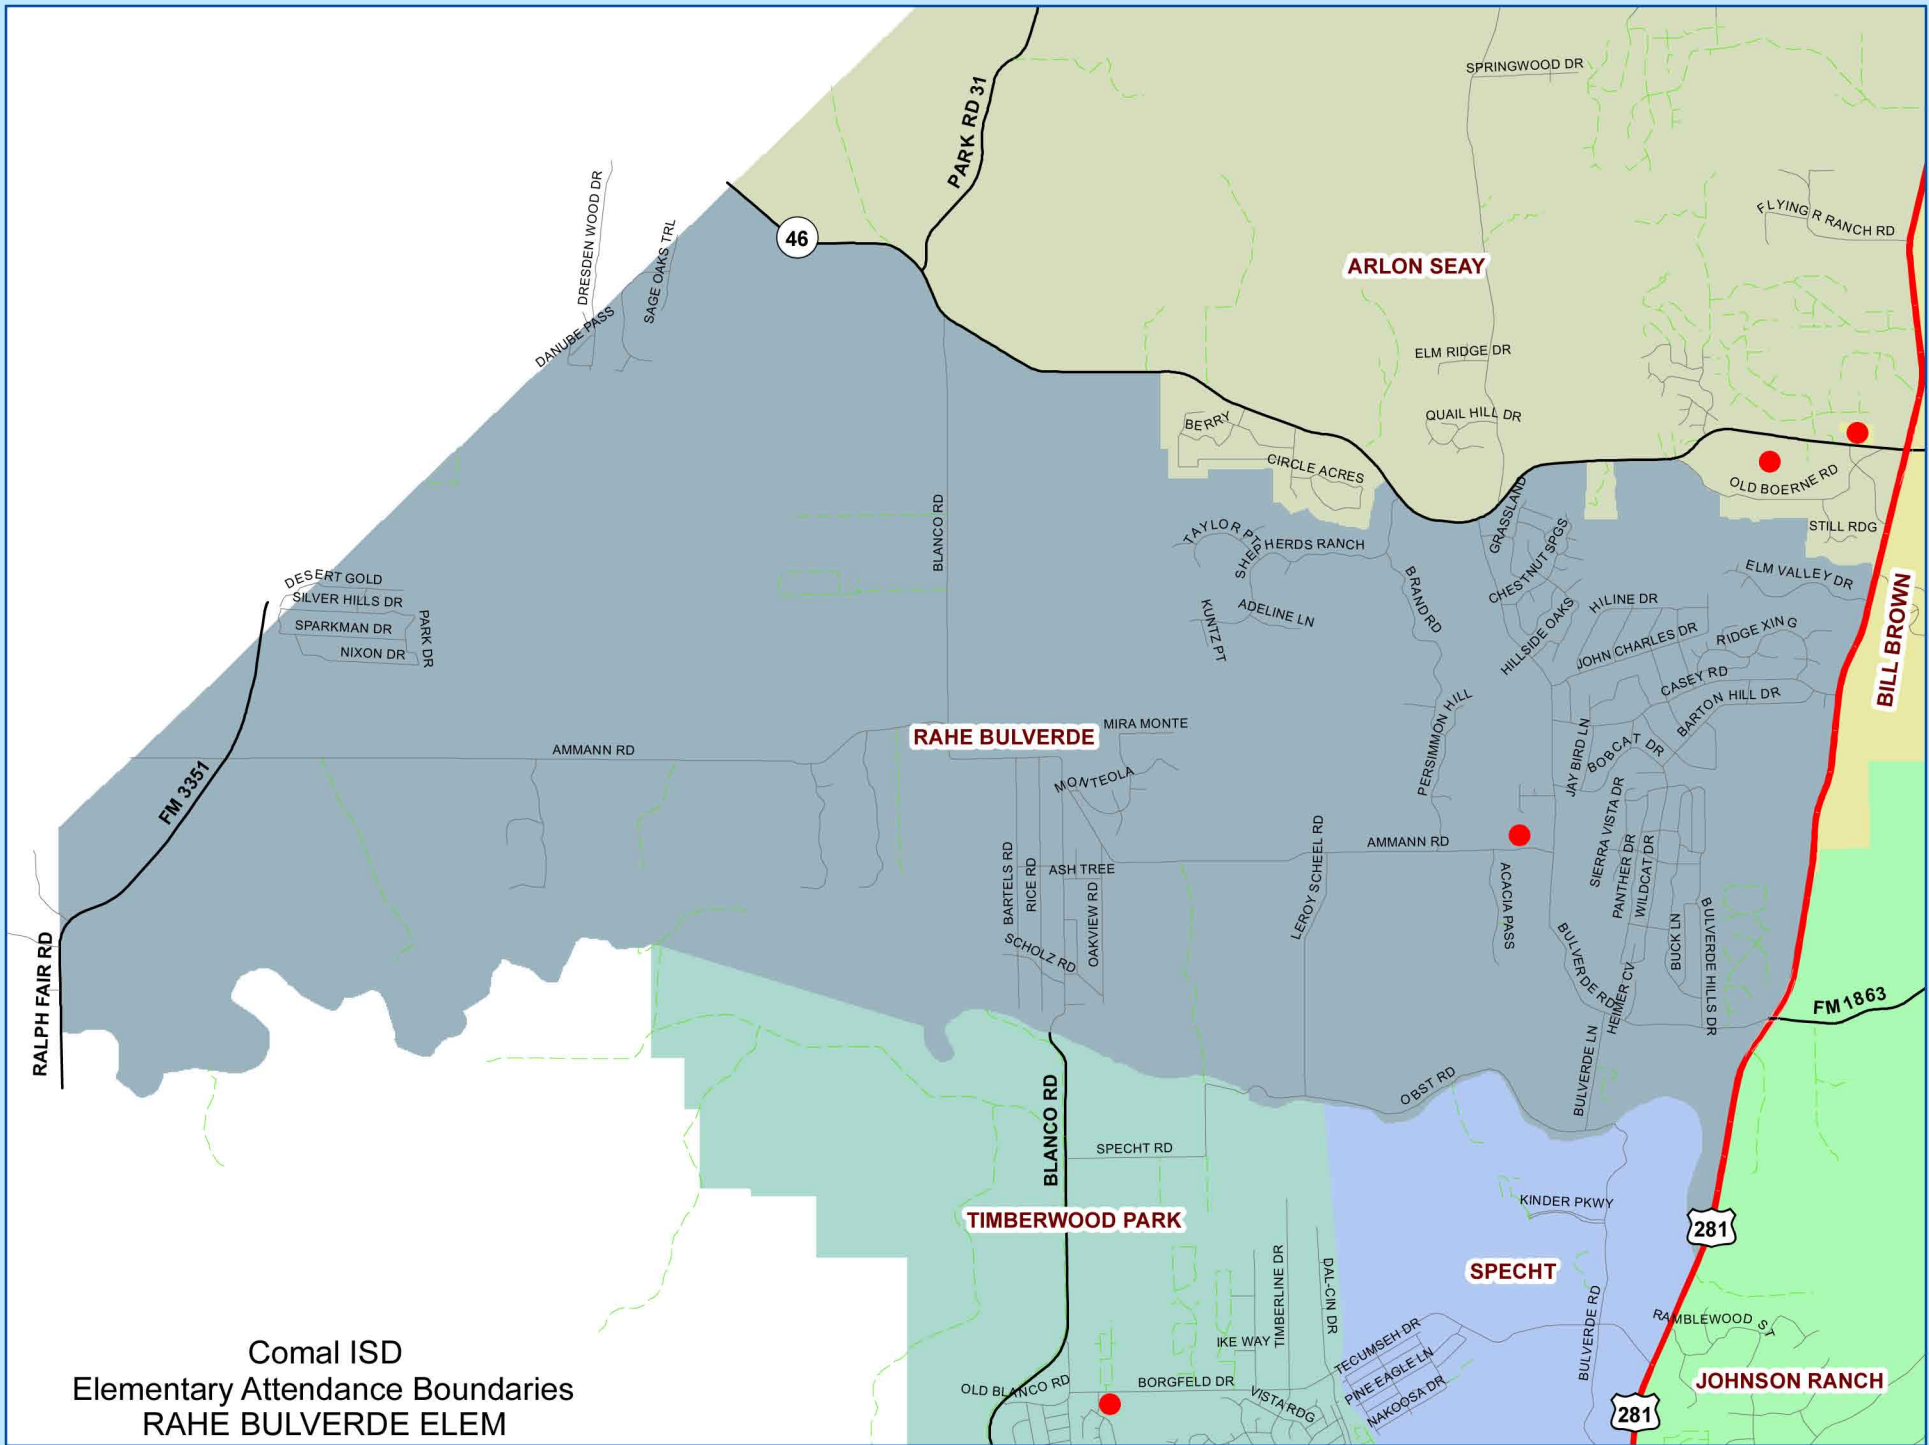 PARK RD 31
SPRINGWOOD DR
DRESDEN WOOD DR
SAGE OAKS TRL
DANUBE PASS
46
FLYING R RANCH RD
ARLON SEAY
ELM RIDGE DR
QUAIL HILL DR
BERRY
CIRCLE ACRES
OLD BOERNE RD
STILL RDG
GRASSLAND
CHESTNUT SPGS
TAYLOR PT
SHEPHERDS RANCH
BLANCO RD
DESERT GOLD
SILVER HILLS DR
SPARKMAN DR
NIXON DR
PARK DR
KUNTZ PT
ADELINE LN
BRAND RD
HILLSIDE OAKS
HILINE DR
ELM VALLEY DR
JOHN CHARLES DR
RIDGE XING
CASEY RD
BARTON HILL DR
BILL BROWN
RAHE BULVERDE
MIRA MONTE
MONTEOLA
PERSIMMON HILL
JAY BIRD LN
BOBCAT DR
AMMANN RD
FM 3351
SIERRA VISTA DR
PANTHER DR
WILDCAT DR
AMMANN RD
LEROY SCHEEL RD
ACACIA PASS
ASH TREE
BARTELS RD
RICE RD
OAKVIEW RD
SCHOLZ RD
BULVERDE RD
HEIMER CV
BUCK LN
BULVERDE HILLS DR
FM 1863
RALPH FAIR RD
BULVERDE LN
OBST RD
BLANCO RD
SPECHT RD
TIMBERWOOD PARK
KINDER PKWY
281
SPECHT
TIMBERLINE DR
DAL-CIN DR
IKE WAY
BULVERDE RD
RAMBLEWOOD ST
TECUMSEH DR
PINE EAGLE LN
NAKOOSA DR
OLD BLANCO RD
BORGFELD DR
VISTA RDG
JOHNSON RANCH
281
Comal ISD
Elementary Attendance Boundaries
RAHE BULVERDE ELEM